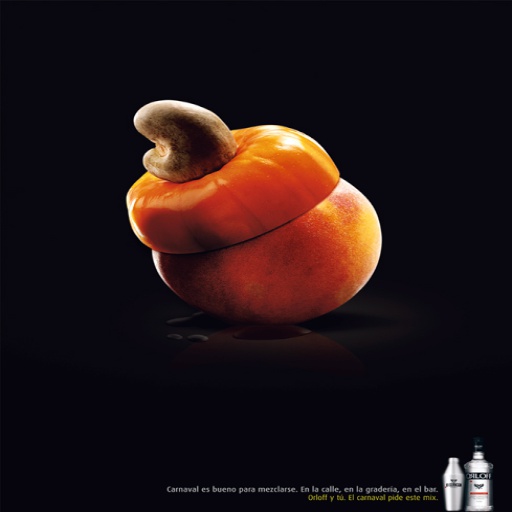 Carnaval es bueno para mezclarse. En la calle, en la gradería, en el bar.
Orloff y tú. El carnaval pide este mix.
ORLOFF